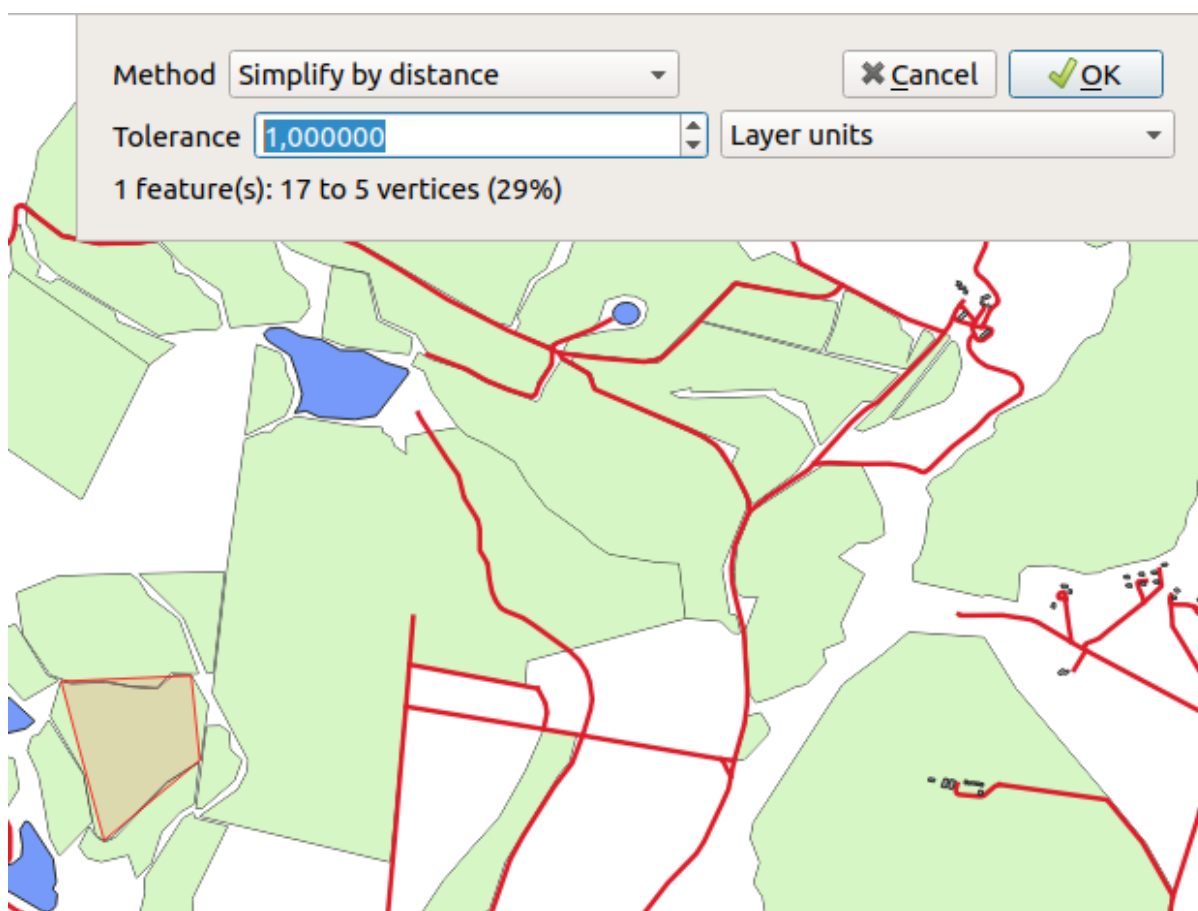 Method Simplify by distance Cancel OK
Tolerance 1,000000 Layer units
1 feature(s): 17 to 5 vertices (29%)